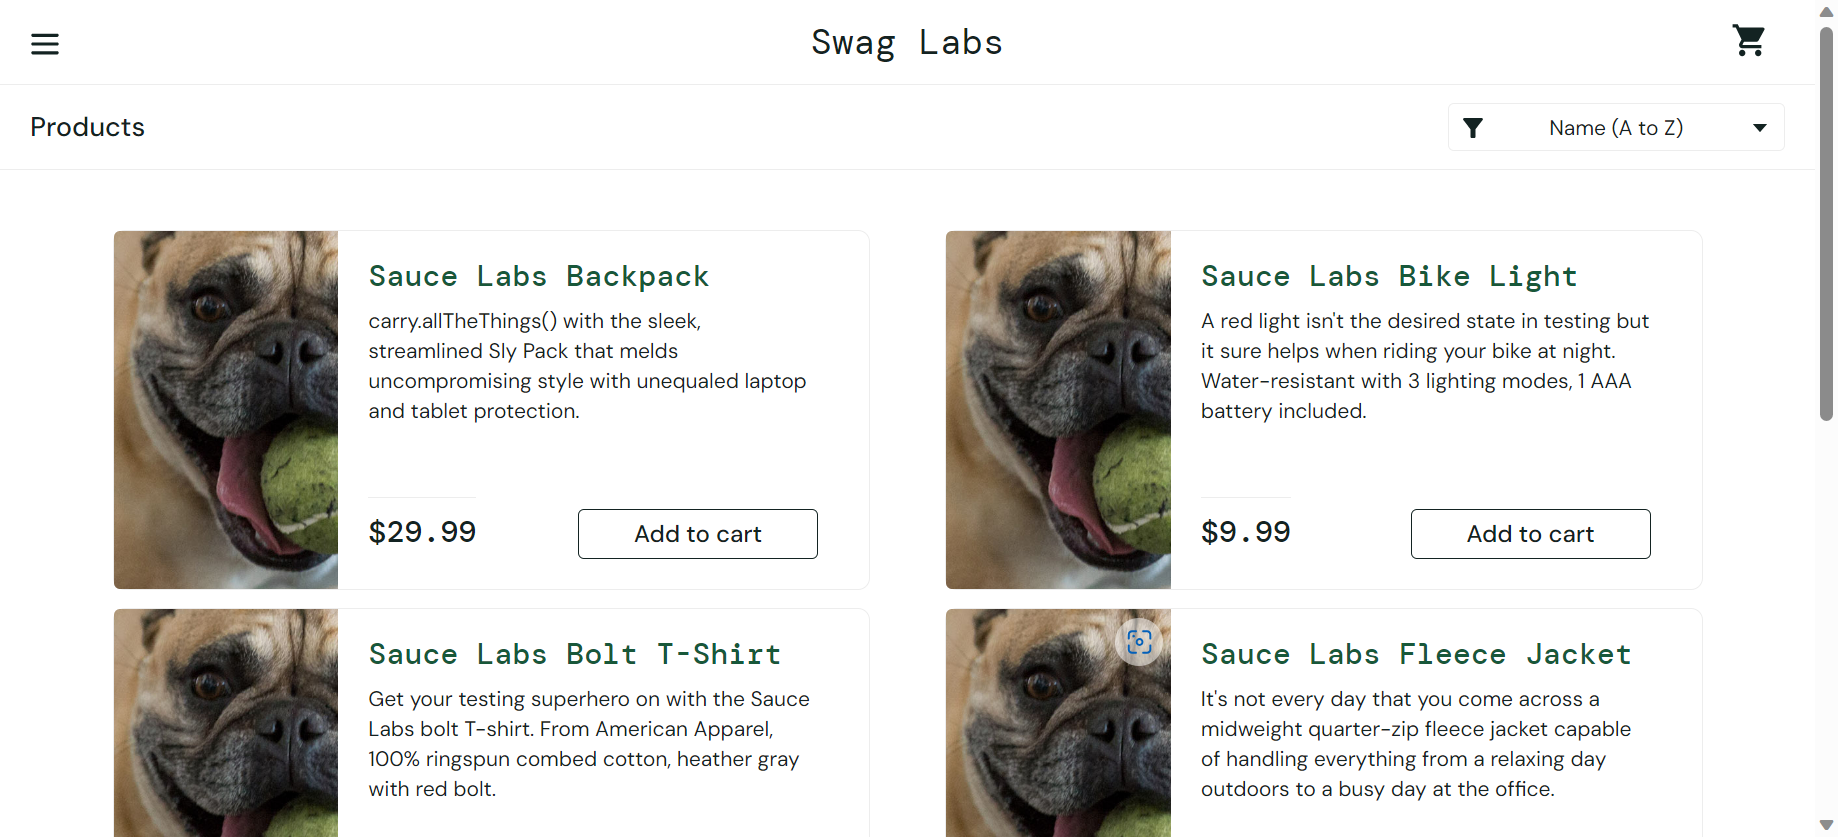 Swag Labs
Products
Name (A to Z)
Sauce Labs Backpack
carry.allTheThings() with the sleek,
streamlined Sly Pack that melds
uncompromising style with unequaled laptop
and tablet protection.
$29.99
Add to cart
Sauce Labs Bike Light
A red light isn't the desired state in testing but
it sure helps when riding your bike at night.
Water-resistant with 3 lighting modes, 1 AAA
battery included.
$9.99
Add to cart
Sauce Labs Bolt T-Shirt
Get your testing superhero on with the Sauce
Labs bolt T-shirt. From American Apparel,
100% ringspun combed cotton, heather gray
with red bolt.
Sauce Labs Fleece Jacket
It's not every day that you come across a
midweight quarter-zip fleece jacket capable
of handling everything from a relaxing day
outdoors to a busy day at the office.